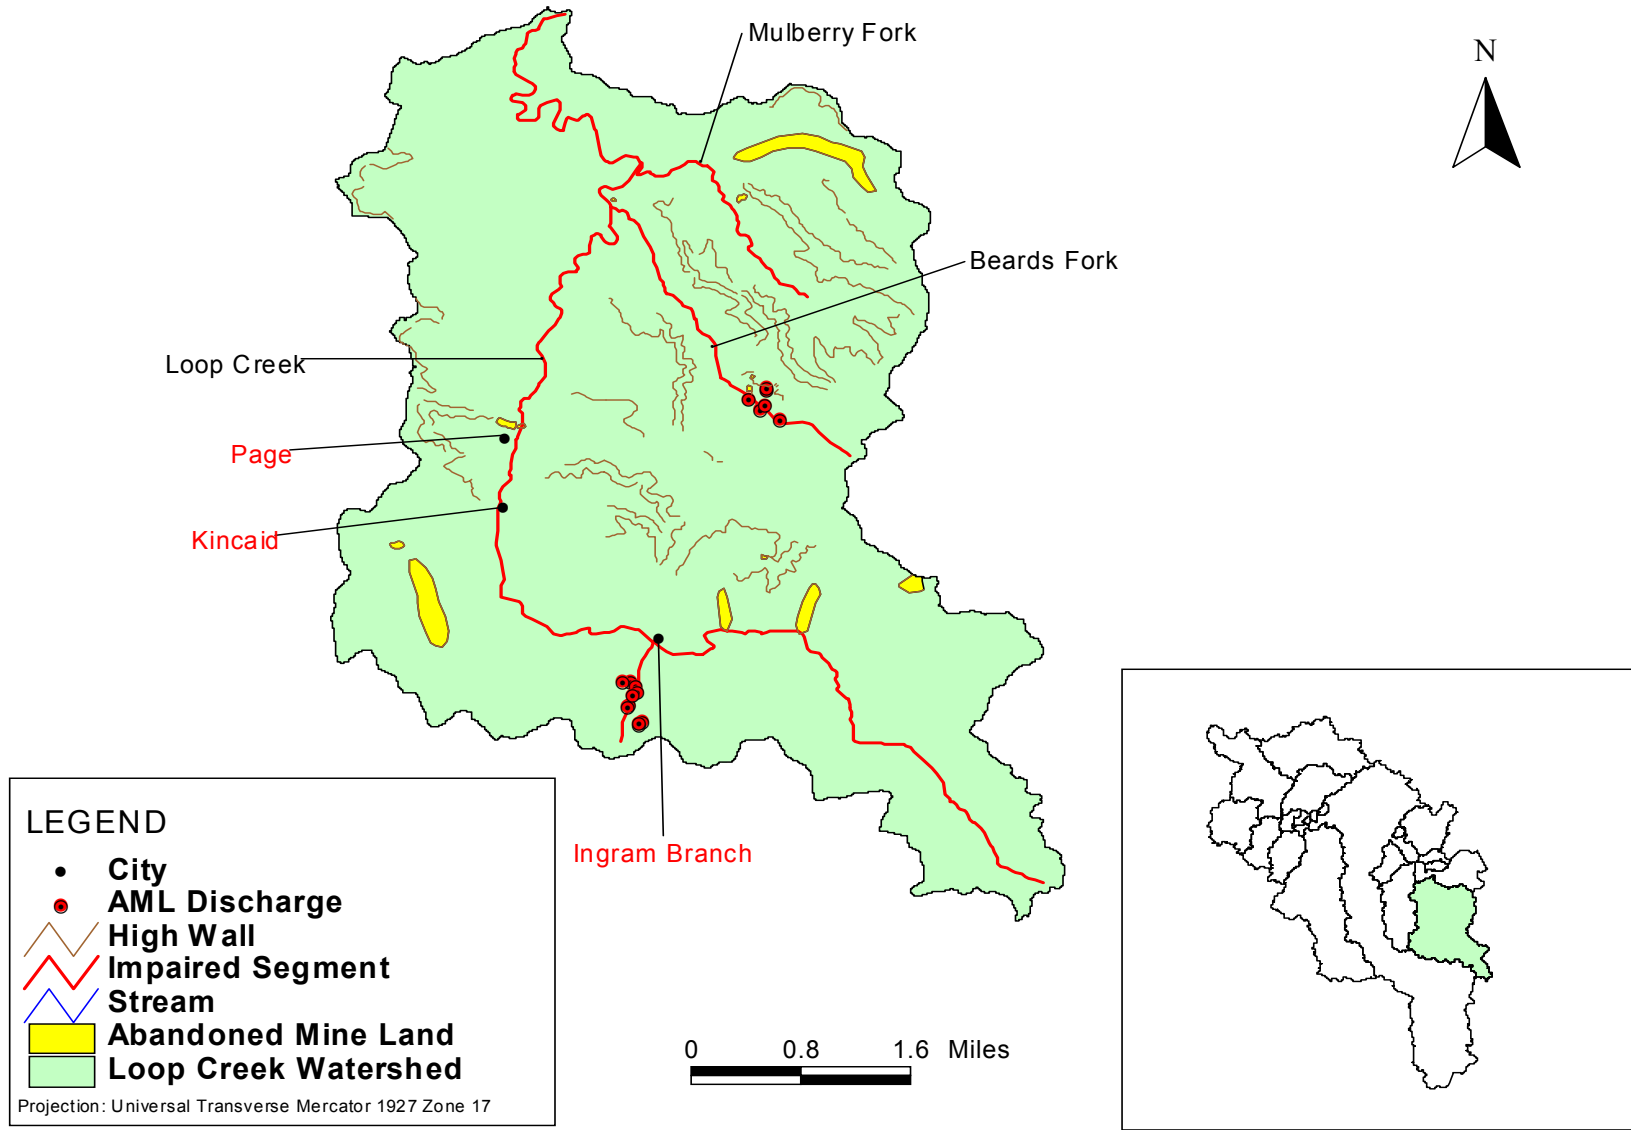 Mulberry Fork
N
Beards Fork
Loop Creek
Page
Kincaid
Ingram Branch
LEGEND
City
AML Discharge
High Wall
Impaired Segment
Stream
Abandoned Mine Land
Loop Creek Watershed
Projection: Universal Transverse Mercator 1927 Zone 17
0 0.8 1.6 Miles